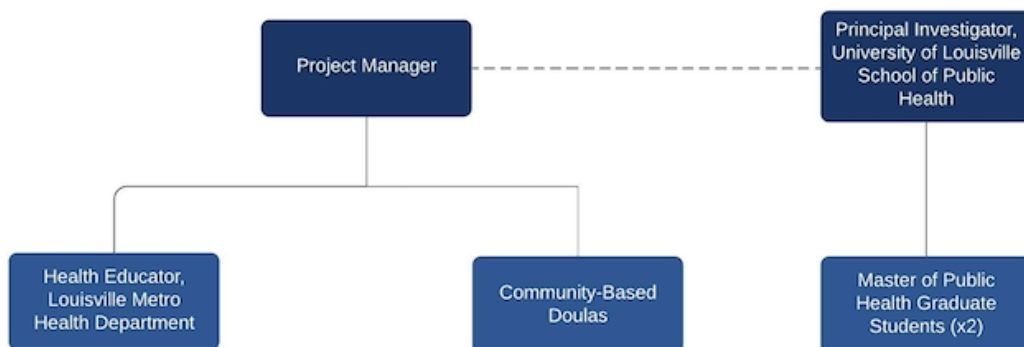 Project Manager
Principal Investigator,
University of Louisville
School of Public
Health
Health Educator,
Louisville Metro
Health Department
Community-Based
Doulas
Master of Public
Health Graduate
Students (x2)